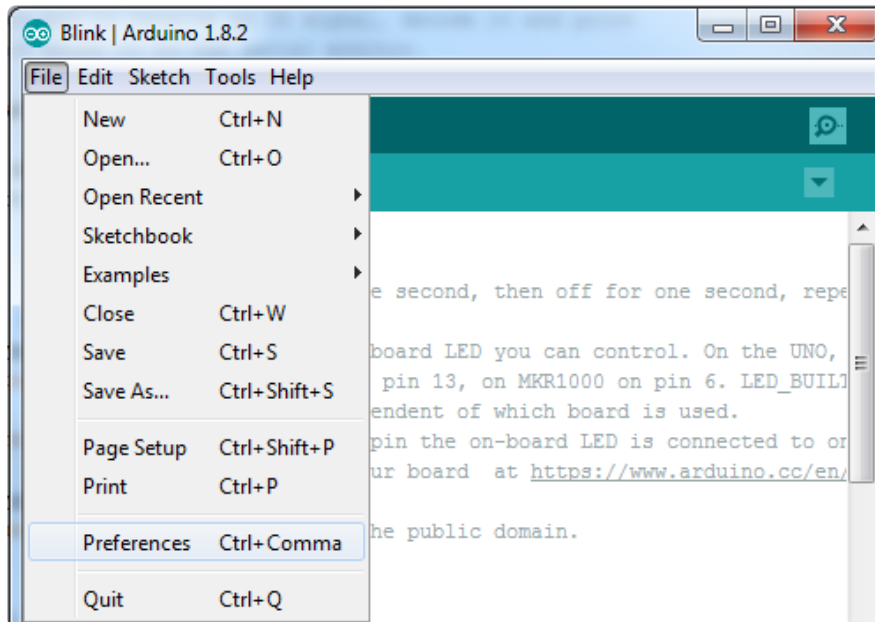 Blink | Arduino 1.8.2
File Edit Sketch Tools Help
New Ctrl+N
Open... Ctrl+O
Open Recent
Sketchbook
Examples
Close Ctrl+W
Save Ctrl+S
Save As... Ctrl+Shift+S
Page Setup Ctrl+Shift+P
Print Ctrl+P
Preferences Ctrl+Comma
Quit Ctrl+Q
e second, then off for one second, repe
board LED you can control. On the UNO,
pin 13, on MKR1000 on pin 6. LED_BUILT
endent of which board is used.
pin the on-board LED is connected to on
ur board at https://www.arduino.cc/en/
he public domain.